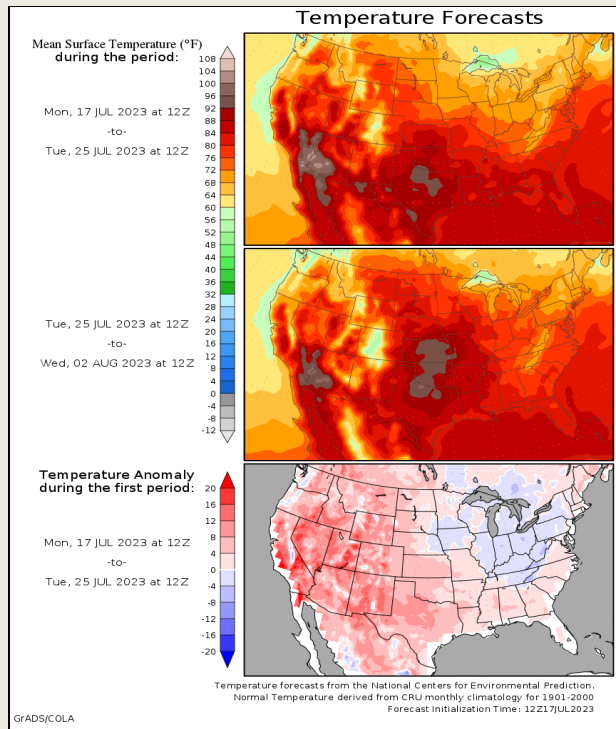 Temperature Forecasts
Mean Surface Temperature (°F)
during the period:
108
104
100
96
92
88
84
80
76
72
68
64
60
56
52
48
44
40
36
32
28
24
20
16
12
8
4
0
-4
-8
-12
Mon, 17 JUL 2023 at 12Z
-to-
Tue, 25 JUL 2023 at 12Z
Tue, 25 JUL 2023 at 12Z
-to-
Wed, 02 AUG 2023 at 12Z
Temperature Anomaly
during the first period:
20
16
12
8
4
0
-4
-8
-12
-16
-20
Mon, 17 JUL 2023 at 12Z
-to-
Tue, 25 JUL 2023 at 12Z
Temperature forecasts from the National Centers for Environmental Prediction.
Normal Temperature derived from CRU monthly climatology for 1901-2000
Forecast Initialization Time: 12Z17JUL2023
GrADS/COLA